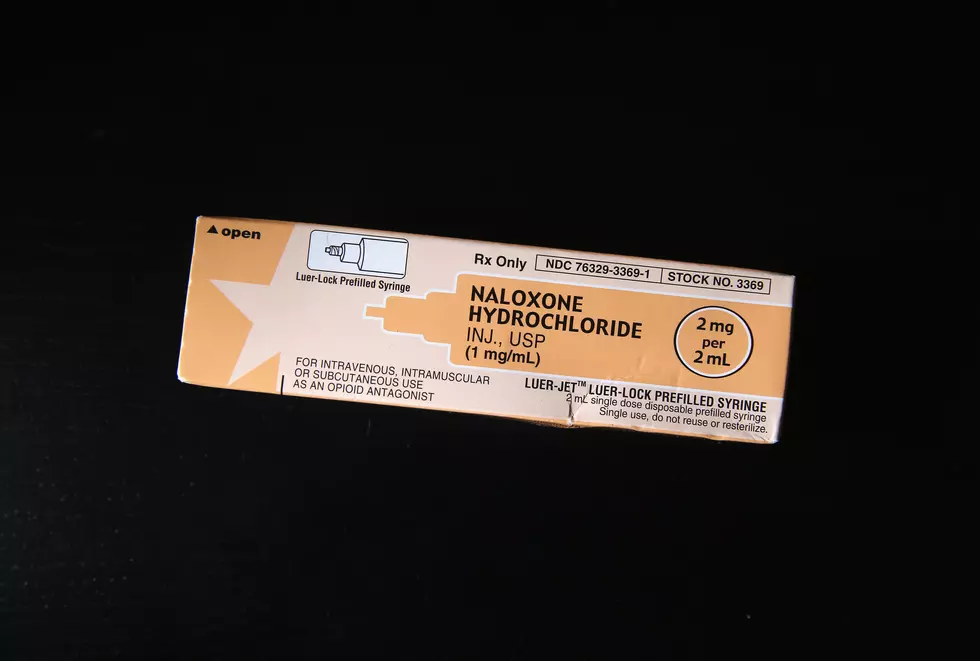 ▲open
Luer-Lock Prefilled Syringe
Rx Only
NDC 76329-3369-1
STOCK NO. 3369
NALOXONE
HYDROCHLORIDE
INJ., USP
(1 mg/mL)
2 mg
per
2 mL
FOR INTRAVENOUS, INTRAMUSCULAR
OR SUBCUTANEOUS USE
AS AN OPIOID ANTAGONIST
LUER-JET™ LUER-LOCK PREFILLED SYRINGE
2 mL single dose disposable prefilled syringe
Single use, do not reuse or resterilize.